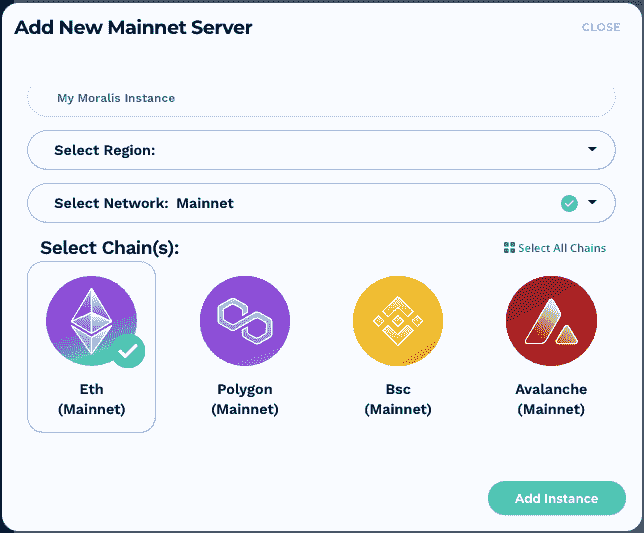 Add New Mainnet Server
CLOSE
My Moralis Instance
Select Region:
Select Network: Mainnet
Select Chain(s):
Select All Chains
Eth
(Mainnet)
Polygon
(Mainnet)
Bsc
(Mainnet)
Avalanche
(Mainnet)
Add Instance